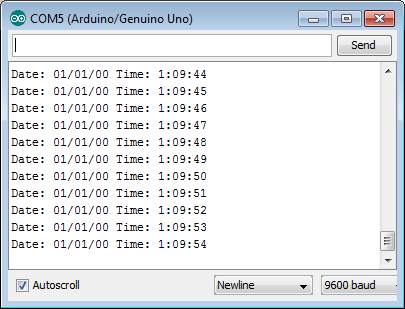 COM5 (Arduino/Genuino Uno)
Send
Date: 01/01/00 Time: 1:09:44
Date: 01/01/00 Time: 1:09:45
Date: 01/01/00 Time: 1:09:46
Date: 01/01/00 Time: 1:09:47
Date: 01/01/00 Time: 1:09:48
Date: 01/01/00 Time: 1:09:49
Date: 01/01/00 Time: 1:09:50
Date: 01/01/00 Time: 1:09:51
Date: 01/01/00 Time: 1:09:52
Date: 01/01/00 Time: 1:09:53
Date: 01/01/00 Time: 1:09:54
Autoscroll
Newline
9600 baud